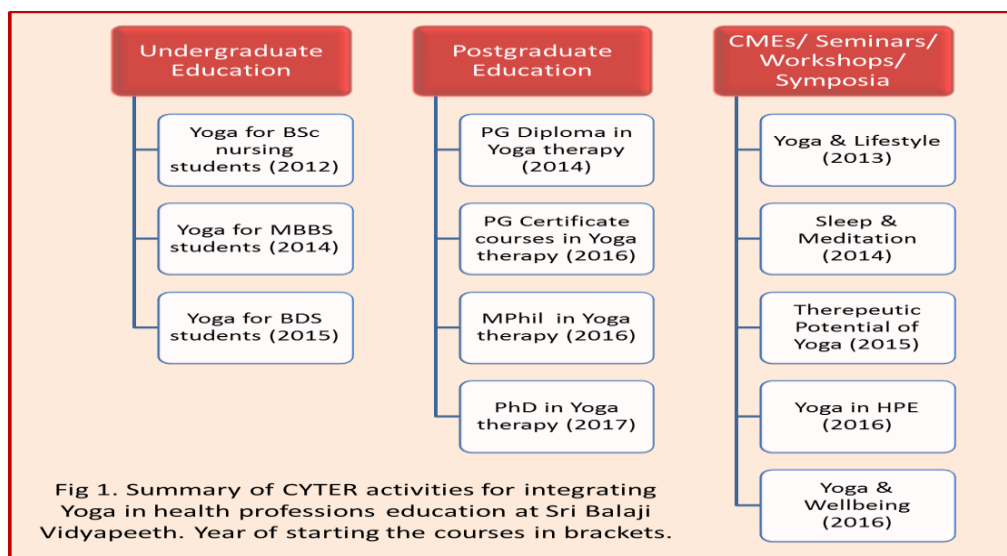 Undergraduate
Education
Yoga for BSc
nursing
students (2012)
Yoga for MBBS
students (2014)
Yoga for BDS
students (2015)
Postgraduate
Education
PG Diploma in
Yoga therapy
(2014)
PG Certificate
courses in Yoga
therapy (2016)
MPhil in Yoga
therapy (2016)
PhD in Yoga
therapy (2017)
CMEs/ Seminars/
Workshops/
Symposia
Yoga & Lifestyle
(2013)
Sleep &
Meditation
(2014)
Therepeutic
Potential of
Yoga (2015)
Yoga in HPE
(2016)
Yoga &
Wellbeing
(2016)
Fig 1. Summary of CYTER activities for integrating
Yoga in health professions education at Sri Balaji
Vidyapeeth. Year of starting the courses in brackets.